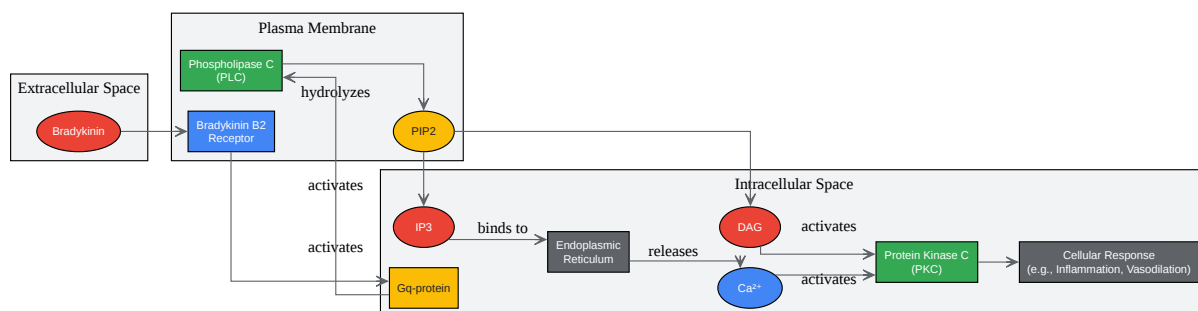 Plasma Membrane
Phospholipase C
(PLC)
hydrolyzes
Extracellular Space
Bradykinin
Bradykinin B2
Receptor
PIP2
activates
Intracellular Space
IP3
binds to
Endoplasmic
Reticulum
releases
DAG
activates
activates
Gq-protein
Ca²⁺
activates
Protein Kinase C
(PKC)
Cellular Response
(e.g., Inflammation, Vasodilation)